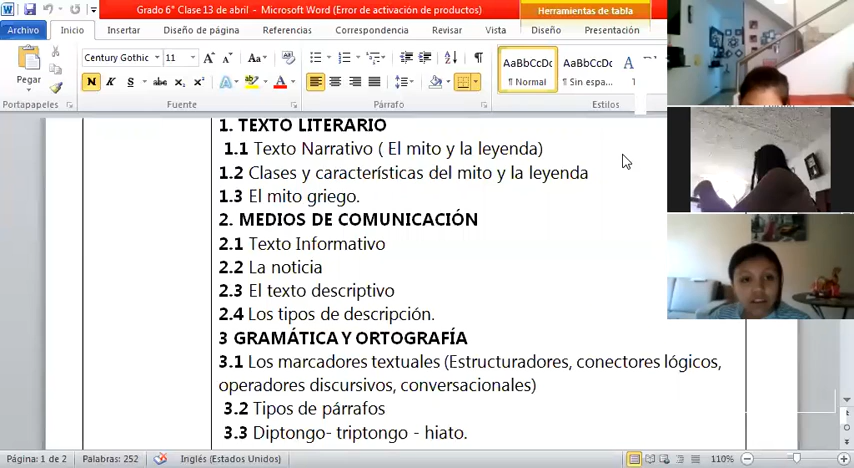 Grado 6° Clase 13 de abril - Microsoft Word (Error de activación de productos)
Herramientas de tabla
Archivo Inicio Insertar Diseño de página Referencias Correspondencia Revisar Vista Diseño Presentación
Pegar
Century Gothic 11
N K S abc x₂ x² A
AaBbCcDc AaBbCcDc A
¶ Normal ¶ Sin espa...
Portapapeles Fuente Párrafo Estilos
1. TEXTO LITERARIO
1.1 Texto Narrativo ( El mito y la leyenda)
1.2 Clases y características del mito y la leyenda
1.3 El mito griego.
2. MEDIOS DE COMUNICACIÓN
2.1 Texto Informativo
2.2 La noticia
2.3 El texto descriptivo
2.4 Los tipos de descripción.
3 GRAMÁTICA Y ORTOGRAFÍA
3.1 Los marcadores textuales (Estructuradores, conectores lógicos,
operadores discursivos, conversacionales)
3.2 Tipos de párrafos
3.3 Diptongo- triptongo - hiato.
Página: 1 de 2 Palabras: 252 Inglés (Estados Unidos) 110%